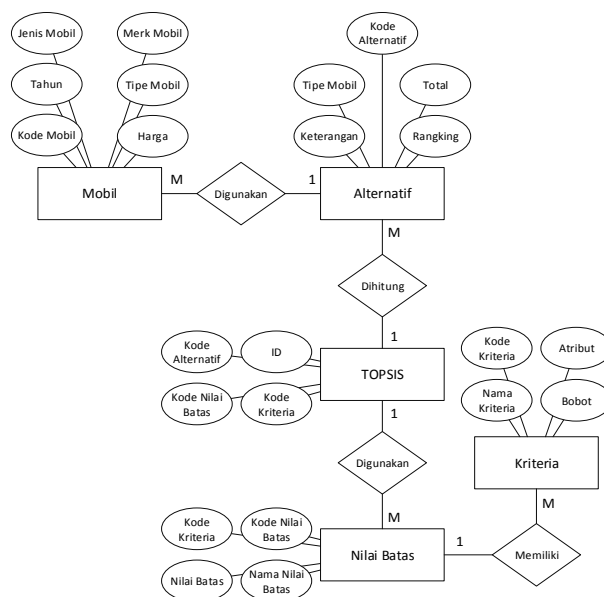 Jenis Mobil
Merk Mobil
Kode
Alternatif
Tahun
Tipe Mobil
Tipe Mobil
Total
Kode Mobil
Harga
Keterangan
Rangking
Mobil
M
Digunakan
1
Alternatif
M
Dihitung
1
Kode
Alternatif
ID
TOPSIS
Kode Nilai
Batas
Kode
Kriteria
1
Kode
Kriteria
Atribut
Nama
Kriteria
Bobot
Kriteria
Digunakan
M
M
Kode
Kriteria
Kode Nilai
Batas
Nilai Batas
1
Memiliki
Nilai Batas
Nama Nilai
Batas